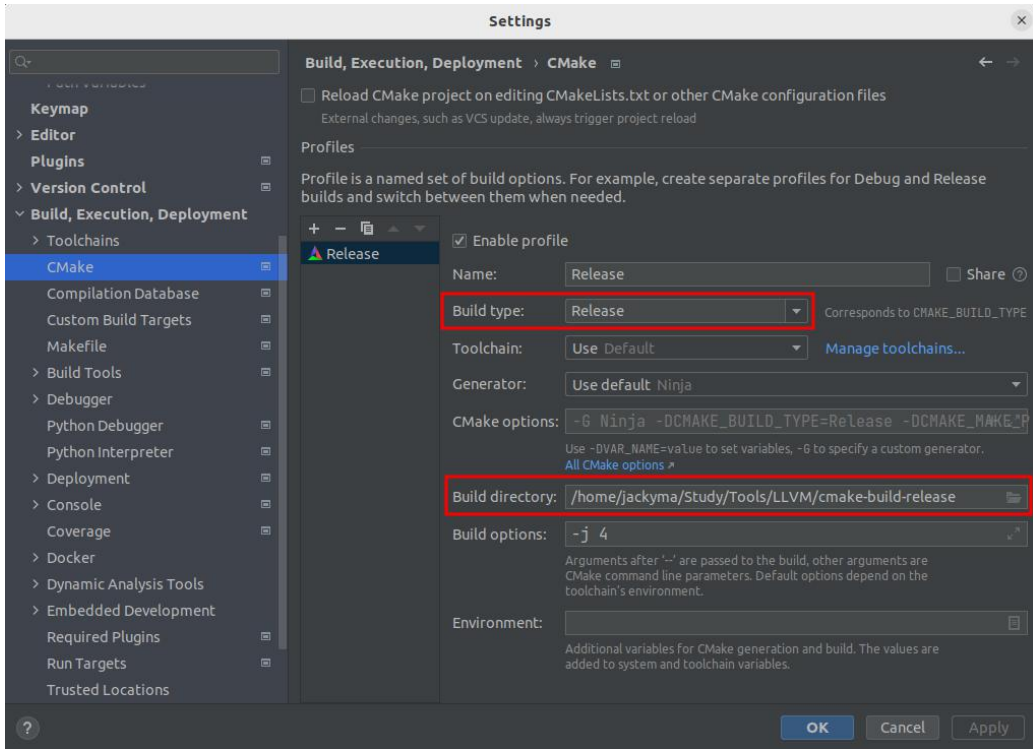 Settings
Keymap
Editor
Plugins
Version Control
Build, Execution, Deployment
Toolchains
CMake
Compilation Database
Custom Build Targets
Makefile
Build Tools
Debugger
Python Debugger
Python Interpreter
Deployment
Console
Coverage
Docker
Dynamic Analysis Tools
Embedded Development
Required Plugins
Run Targets
Trusted Locations
Build, Execution, Deployment › CMake
Reload CMake project on editing CMakeLists.txt or other CMake configuration files
External changes, such as VCS update, always trigger project reload
Profiles
Profile is a named set of build options. For example, create separate profiles for Debug and Release
builds and switch between them when needed.
Release
Enable profile
Name: Release Share
Build type: Release Corresponds to CMAKE_BUILD_TYPE
Toolchain: Use Default Manage toolchains...
Generator: Use default Ninja
CMake options: -G Ninja -DCMAKE_BUILD_TYPE=Release
Use -DVAR_NAME=value to set variables, -G to specify a custom generator.
All CMake options ↗
Build directory: /home/jackyma/Study/Tools/LLVM/cmake-build-release
Build options: -j 4
Arguments after '--' are passed to the build, other arguments are
CMake command line parameters. Default options depend on the
toolchain's environment.
Environment:
Additional variables for CMake generation and build. The values are
added to system and toolchain variables.
? OK Cancel Apply